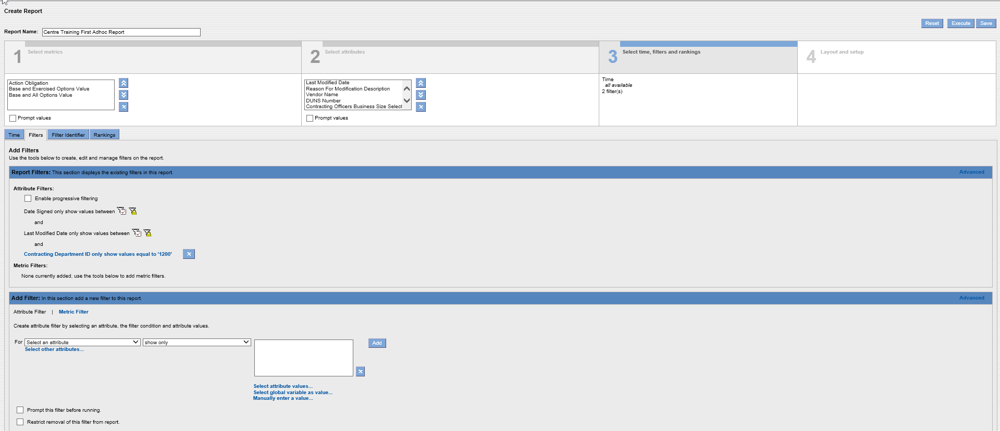 Create Report
Reset
Execute
Save
Report Name: Centre Training First Adhoc Report
1 Select metrics
2 Select attributes
3 Select time, filters and rankings
4 Layout and setup
Action Obligation
Base and Exercised Options Value
Base and All Options Value
Prompt values
Last Modified Date
Reason For Modification Description
Vendor Name
DUNS Number
Contracting Officers Business Size Select
Prompt values
Time
all available
2 filter(s)
Time
Filters
Filter Identifier
Rankings
Add Filters
Use the tools below to create, edit and manage filters on the report.
Report Filters: This section displays the existing filters in this report.
Advanced
Attribute Filters:
Enable progressive filtering
Date Signed only show values between
and
Last Modified Date only show values between
and
Contracting Department ID only show values equal to '1200'
Metric Filters:
None currently added, use the tools below to add metric filters.
Add Filter: In this section add a new filter to this report.
Advanced
Attribute Filter | Metric Filter
Create attribute filter by selecting an attribute, the filter condition and attribute values.
For Select an attribute show only
Add
Select other attributes...
Select attribute values...
Select global variable as value...
Manually enter a value...
Prompt this filter before running.
Restrict removal of this filter from report.